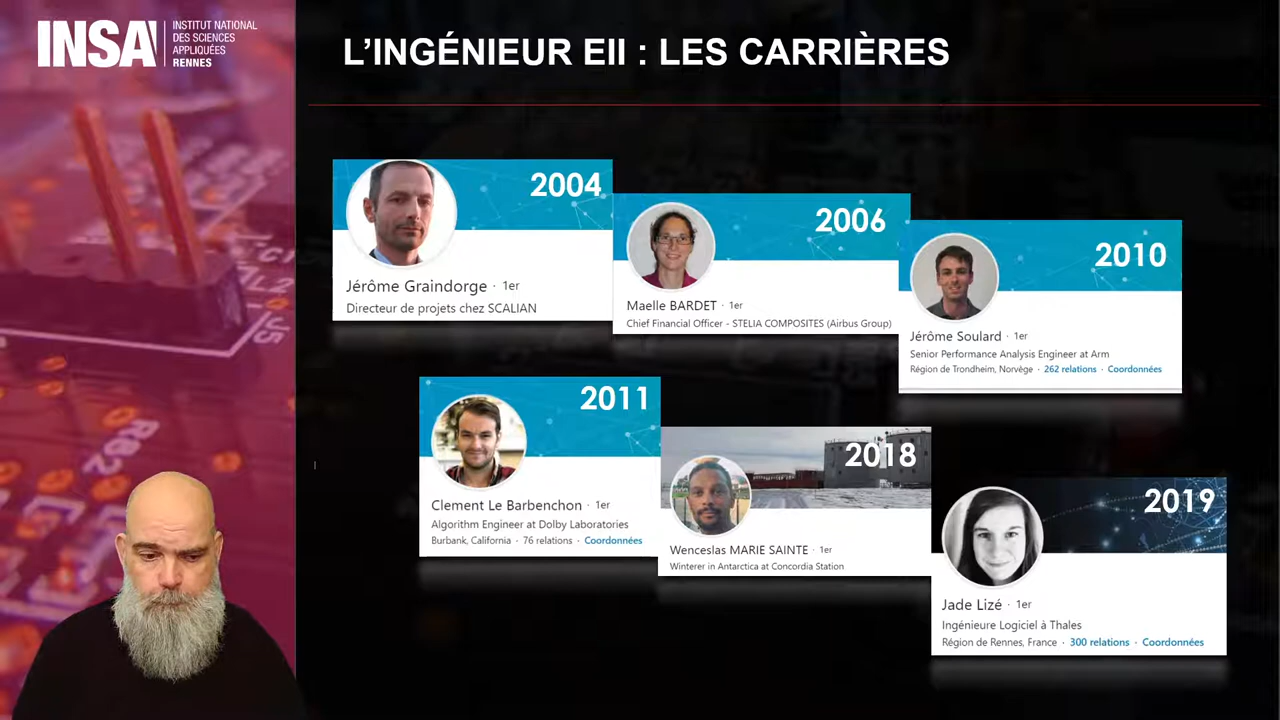 INSA
INSTITUT NATIONAL
DES SCIENCES
APPLIQUÉES
RENNES
L'INGÉNIEUR EII : LES CARRIÈRES
2004
Jérôme Graindorge · 1er
Directeur de projets chez SCALIAN
2006
Maelle BARDET · 1er
Chief Financial Officer - STELIA COMPOSITES (Airbus Group)
2010
Jérôme Soulard · 1er
Senior Performance Analysis Engineer at Arm
Région de Trondheim, Norvège · 262 relations · Coordonnées
2011
Clement Le Barbenchon · 1er
Algorithm Engineer at Dolby Laboratories
Burbank, California · 76 relations · Coordonnées
2018
Wenceslas MARIE SAINTE · 1er
Winterer in Antarctica at Concordia Station
2019
Jade Lizé · 1er
Ingénieure Logiciel à Thales
Région de Rennes, France · 300 relations · Coordonnées
R62
J5